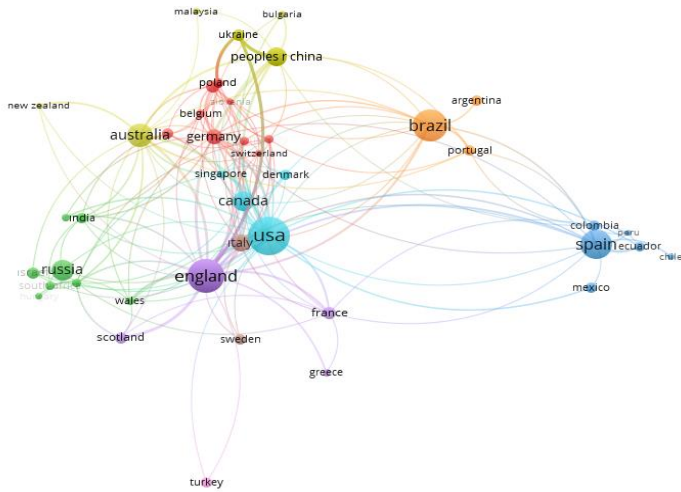 malaysia
bulgaria
ukraine
peoples r china
poland
new zealand
belgium
argentina
australia
germany
brazil
portugal
switzerland
singapore
denmark
canada
india
colombia
peru
usa
italy
spain
ecuador
chile
russia
england
mexico
wales
france
scotland
sweden
greece
turkey